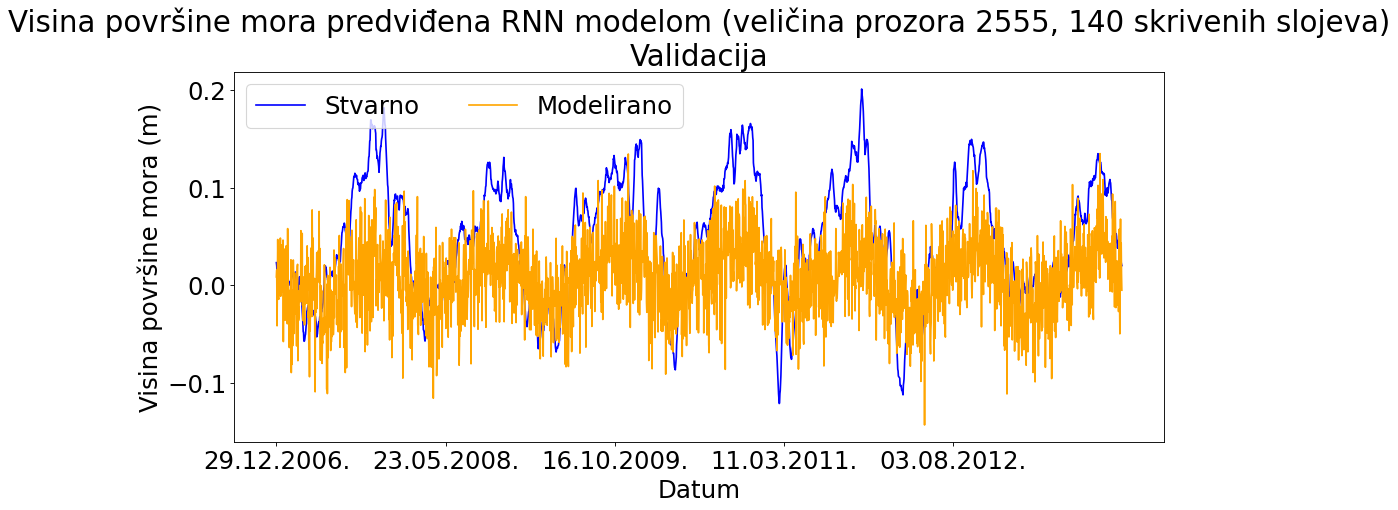 Visina površine mora predviđena RNN modelom (veličina prozora 2555, 140 skrivenih slojeva)
Validacija
Stvarno
Modelirano
Visina površine mora (m)
0.2
0.1
0.0
−0.1
29.12.2006.
23.05.2008.
16.10.2009.
11.03.2011.
03.08.2012.
Datum